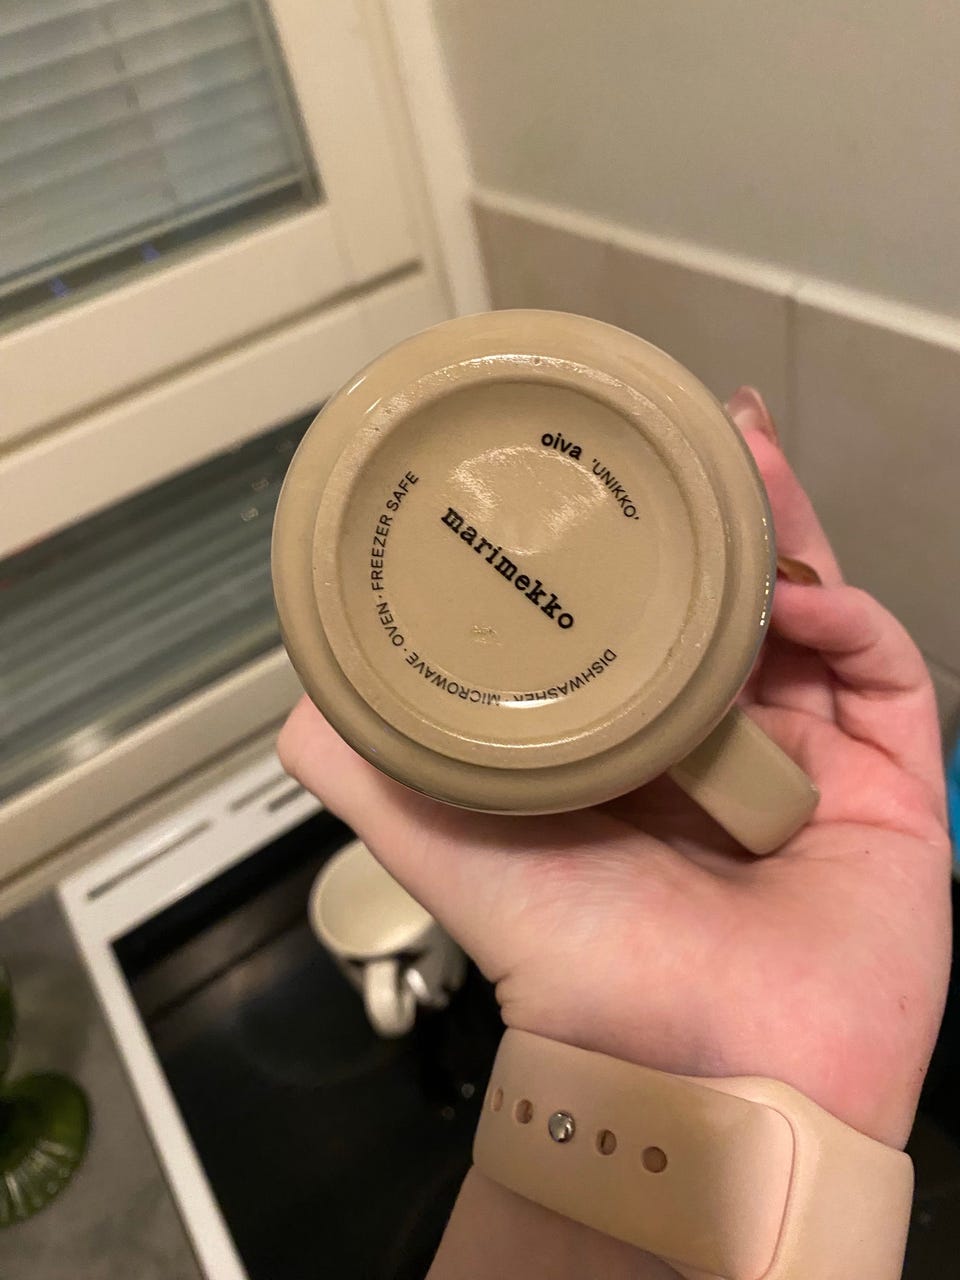 oiva 'UNIKKO'
marimekko
DISHWASHER · MICROWAVE · OVEN · FREEZER SAFE